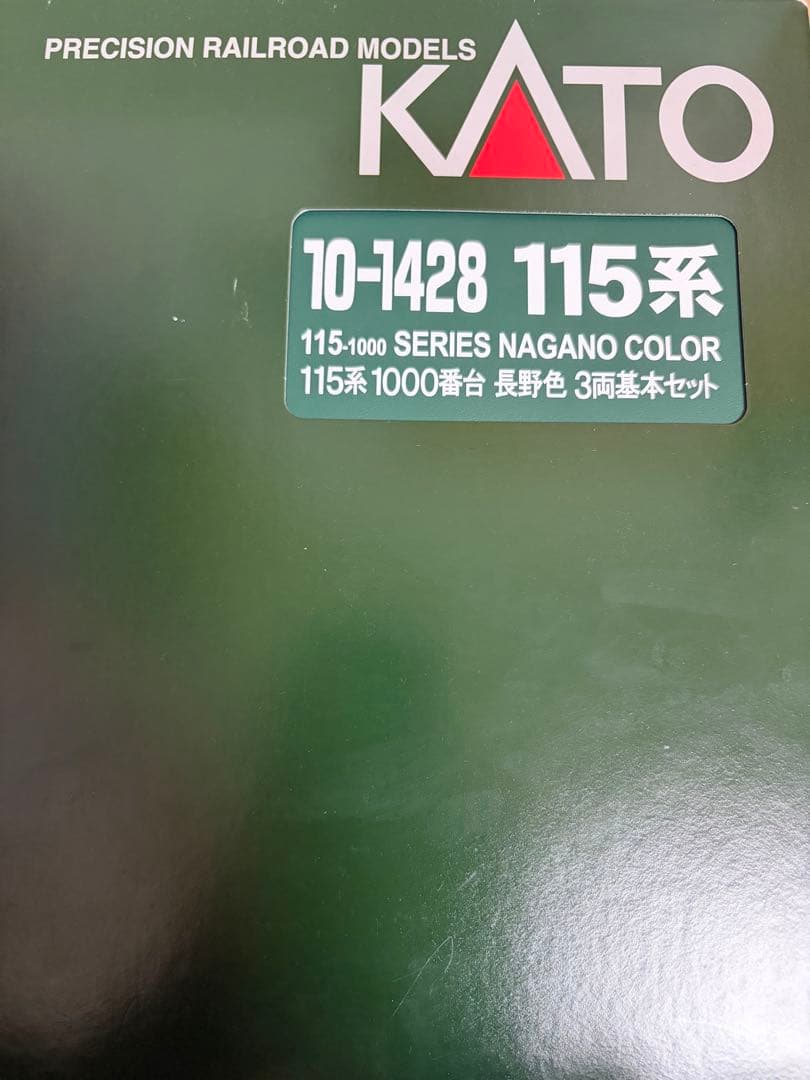 PRECISION RAILROAD MODELS
KATO
10-1428 115系
115-1000 SERIES NAGANO COLOR
115系1000番台 長野色 3両基本セット